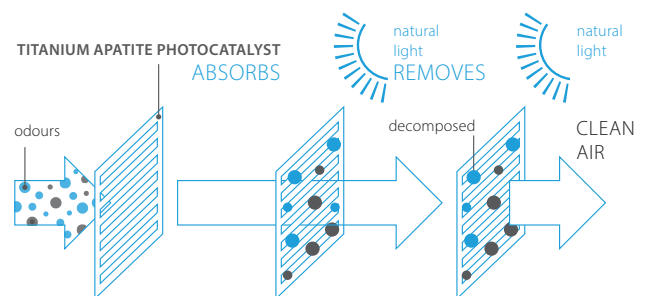 TITANIUM APATITE PHOTOCATALYST
ABSORBS
natural
light
REMOVES
natural
light
odours
decomposed
CLEAN
AIR